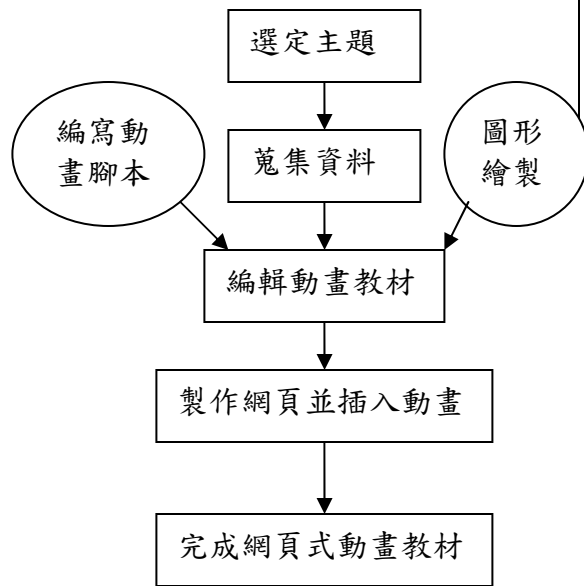 選定主題
編寫動
畫腳本
蒐集資料
圖形
繪製
編輯動畫教材
製作網頁並插入動畫
完成網頁式動畫教材